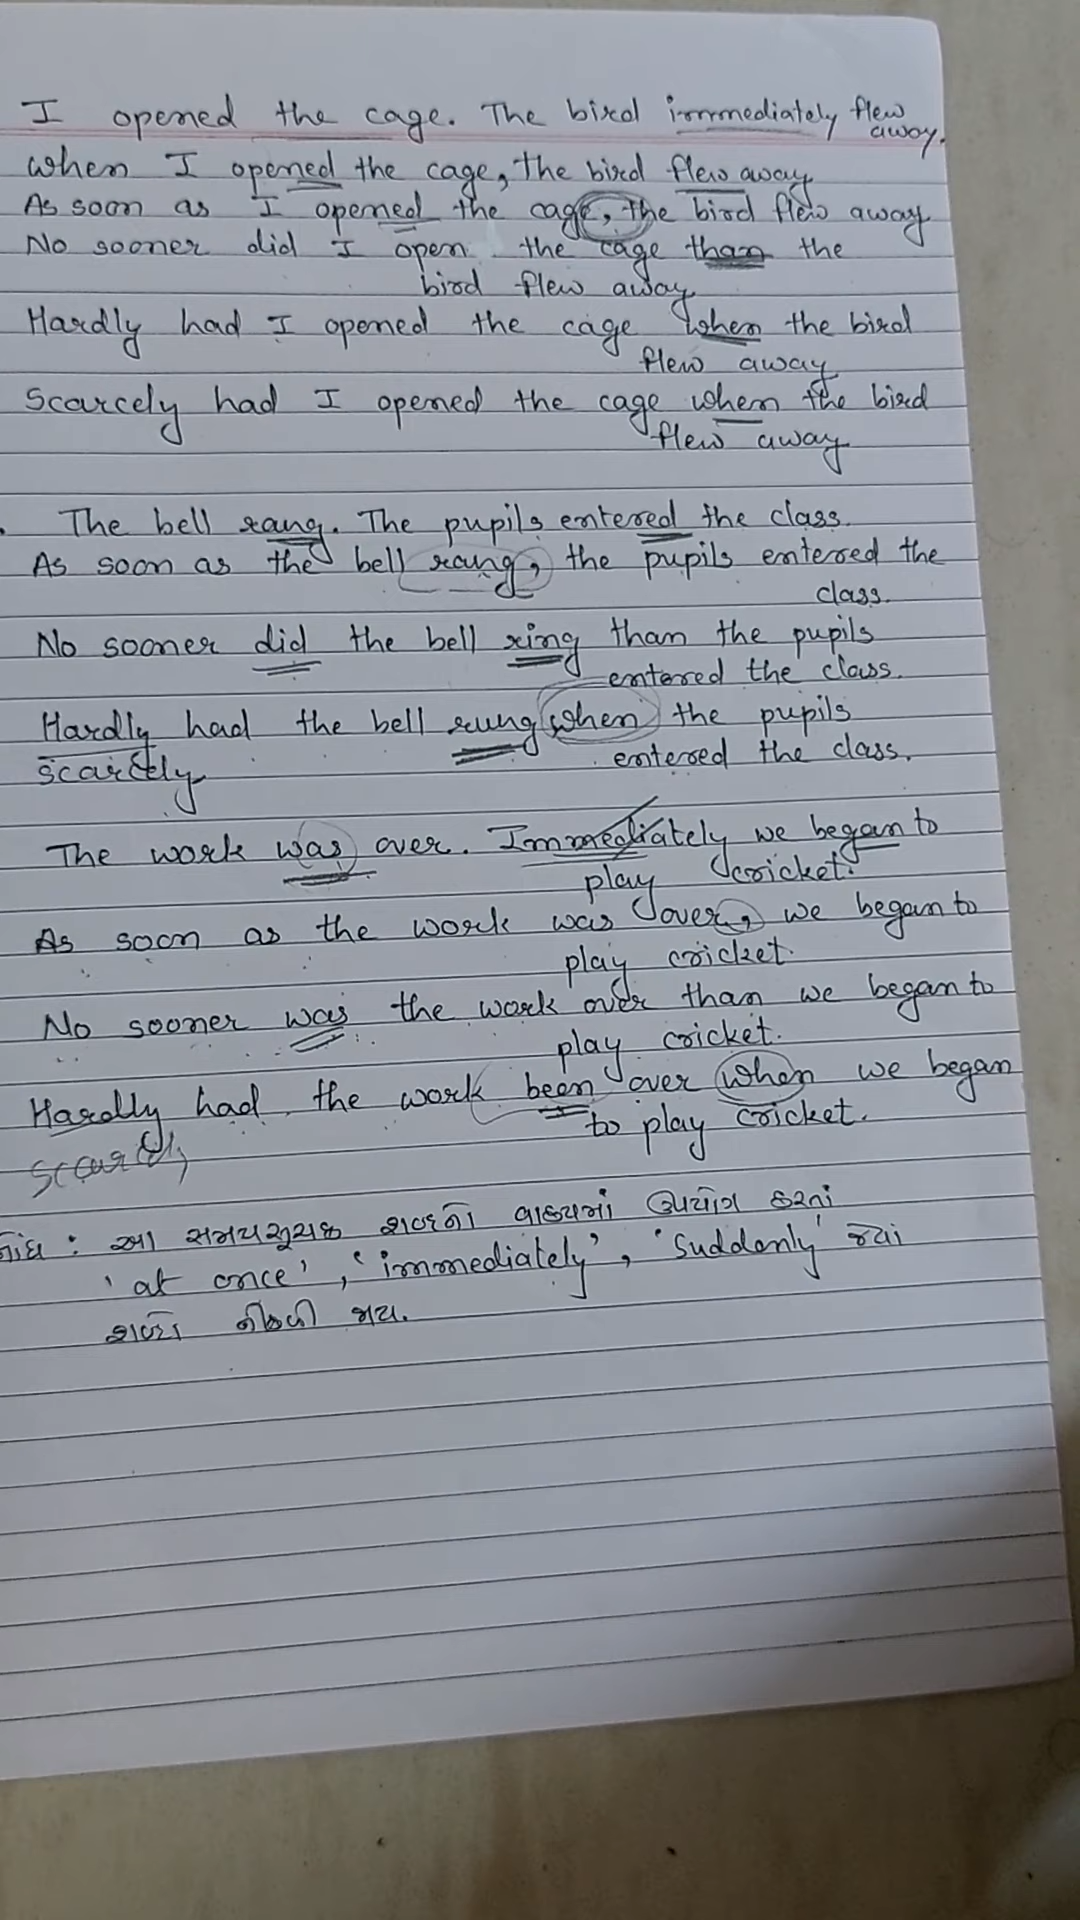 I opened the cage. The bird immediately flew
away.
when I opened the cage, the bird flew away
As soon as I opened the cage, the bird flew away
No sooner did I open the cage than the
bird flew away
Hardly had I opened the cage when the bird
flew away
Scarcely had I opened the cage when the bird
flew away
The bell rang. The pupils entered the class.
As soon as the bell rang, the pupils entered the
class.
No sooner did the bell ring than the pupils
entered the class.
Hardly had the bell rung when the pupils
Scarcely entered the class.
The work was over. Immediately we began to
play cricket.
As soon as the work was over, we began to
play cricket.
No sooner was the work over than we began to
play cricket.
Hardly had the work been over when we began
to play cricket.
Scarcely
નોંધ : આ સમયસૂચક શબ્દનો વાક્યમાં ઉપયોગ કરતાં
'at once', 'immediately', 'Suddenly' જેવાં
શબ્દો નીકળી જાય.